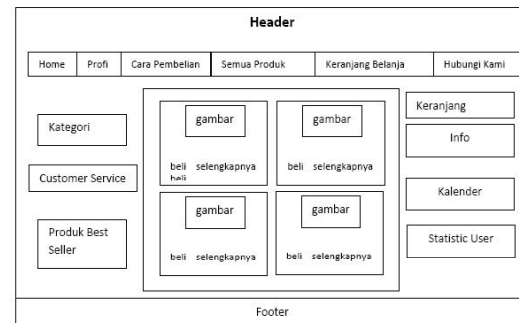 Header
Home Profi Cara Pembelian Semua Produk Keranjang Belanja Hubungi Kami
Kategori
Customer Service
Produk Best
Seller
gambar
beli selengkapnya
beli
gambar
beli selengkapnya
gambar
beli selengkapnya
gambar
beli selengkapnya
Keranjang
Info
Kalender
Statistic User
Footer